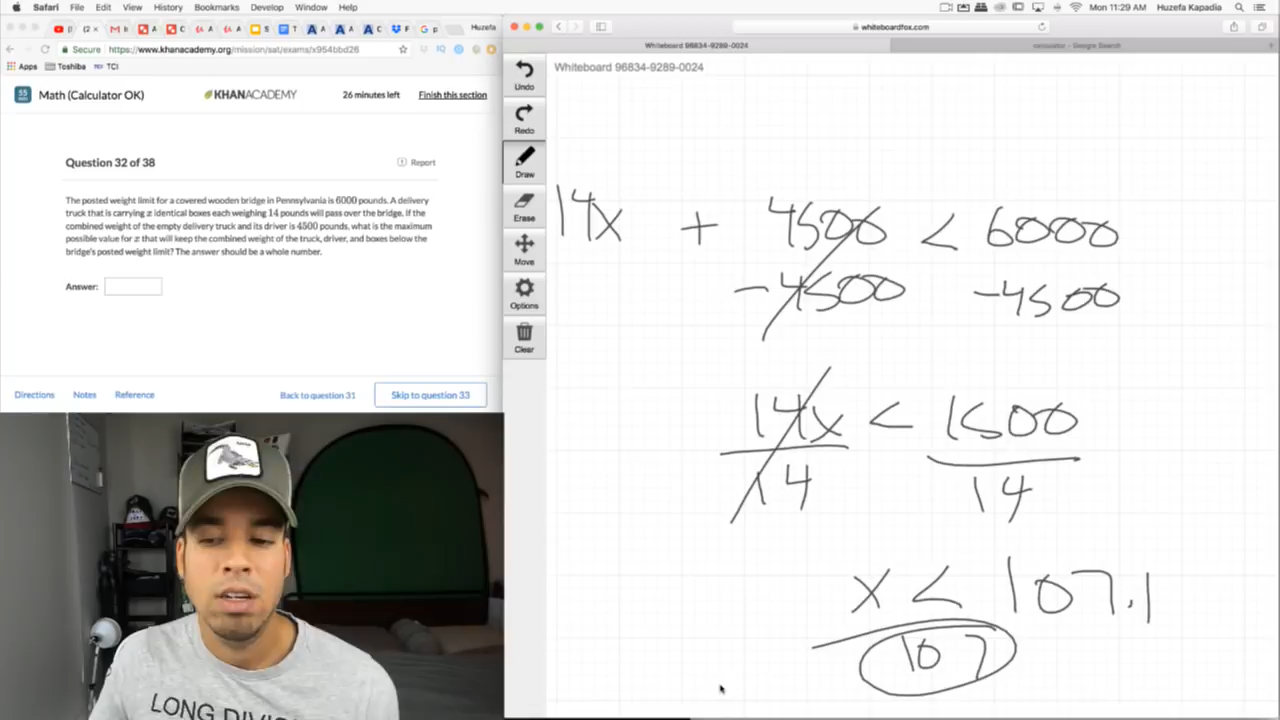 Safari File Edit View History Bookmarks Develop Window Help
Mon 11:29 AM Huzefa Kapadia
Huzefa
Secure https://www.khanacademy.org/mission/sat/exams/x954bbd26
Apps Toshiba TCI
Math (Calculator OK) KHANACADEMY 26 minutes left Finish this section
Question 32 of 38 Report
The posted weight limit for a covered wooden bridge in Pennsylvania is 6000 pounds. A delivery
truck that is carrying x identical boxes each weighing 14 pounds will pass over the bridge. If the
combined weight of the empty delivery truck and its driver is 4500 pounds, what is the maximum
possible value for x that will keep the combined weight of the truck, driver, and boxes below the
bridge's posted weight limit? The answer should be a whole number.
Answer:
Directions Notes Reference Back to question 31 Skip to question 33
LONG DIVI
whiteboardfox.com
Whiteboard 96834-9289-0024
Google Search
Whiteboard 96834-9289-0024
Undo
Redo
Draw
Erase
Move
Options
Clear
14x + 4500 < 6000
-4500 -4500
14x < 1500
14 14
x < 107.1
107